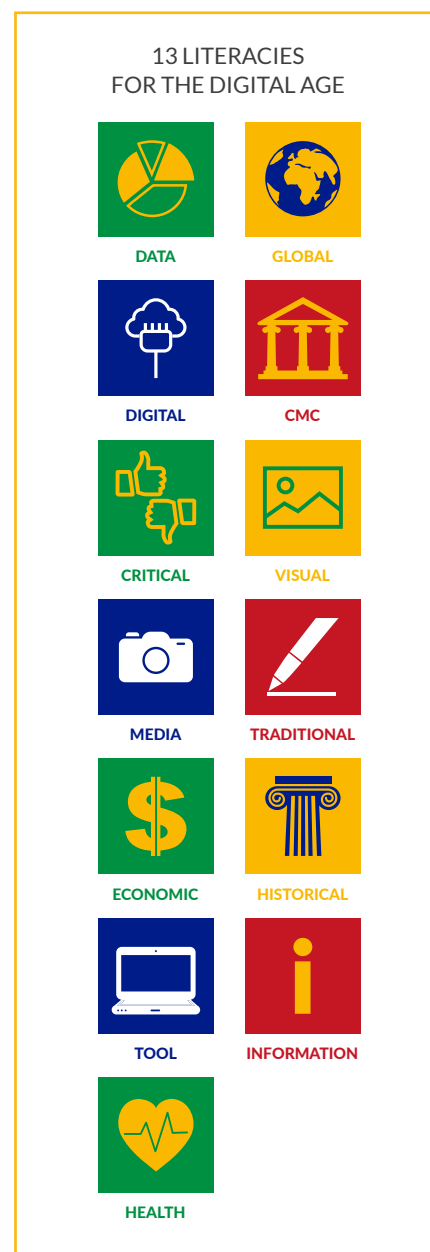 13 LITERACIES
FOR THE DIGITAL AGE
DATA
GLOBAL
DIGITAL
CMC
CRITICAL
VISUAL
MEDIA
TRADITIONAL
ECONOMIC
HISTORICAL
TOOL
INFORMATION
HEALTH